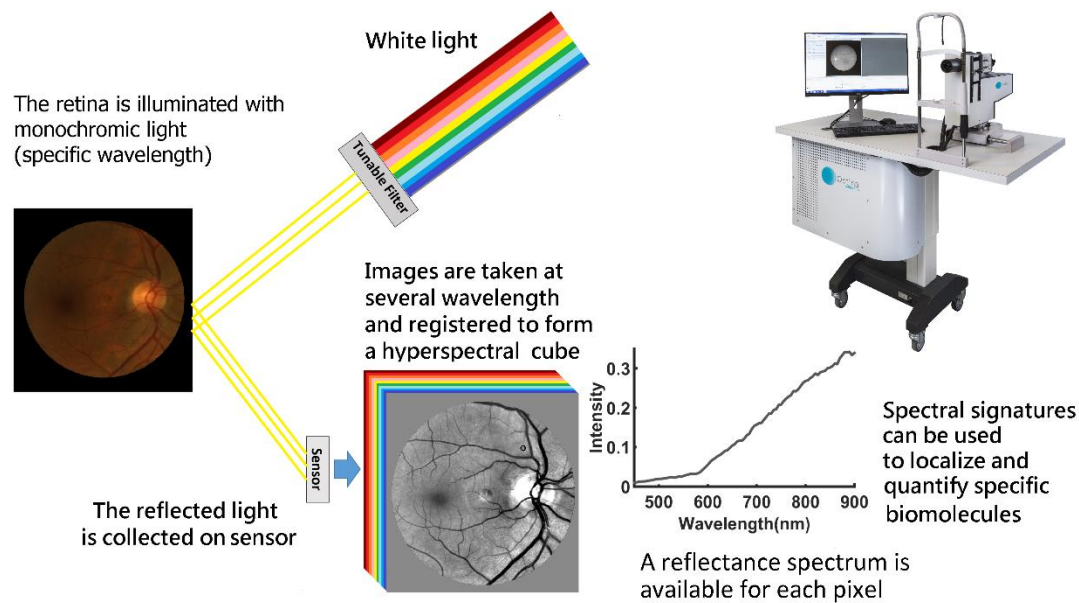 White light
The retina is illuminated with
monochromic light
(specific wavelength)
Tunable Filter
Images are taken at
several wavelength
and registered to form
a hyperspectral cube
Sensor
The reflected light
is collected on sensor
Intensity
0.3
0.2
0.1
0
500
600
700
800
900
Wavelength(nm)
A reflectance spectrum is
available for each pixel
Spectral signatures
can be used
to localize and
quantify specific
biomolecules